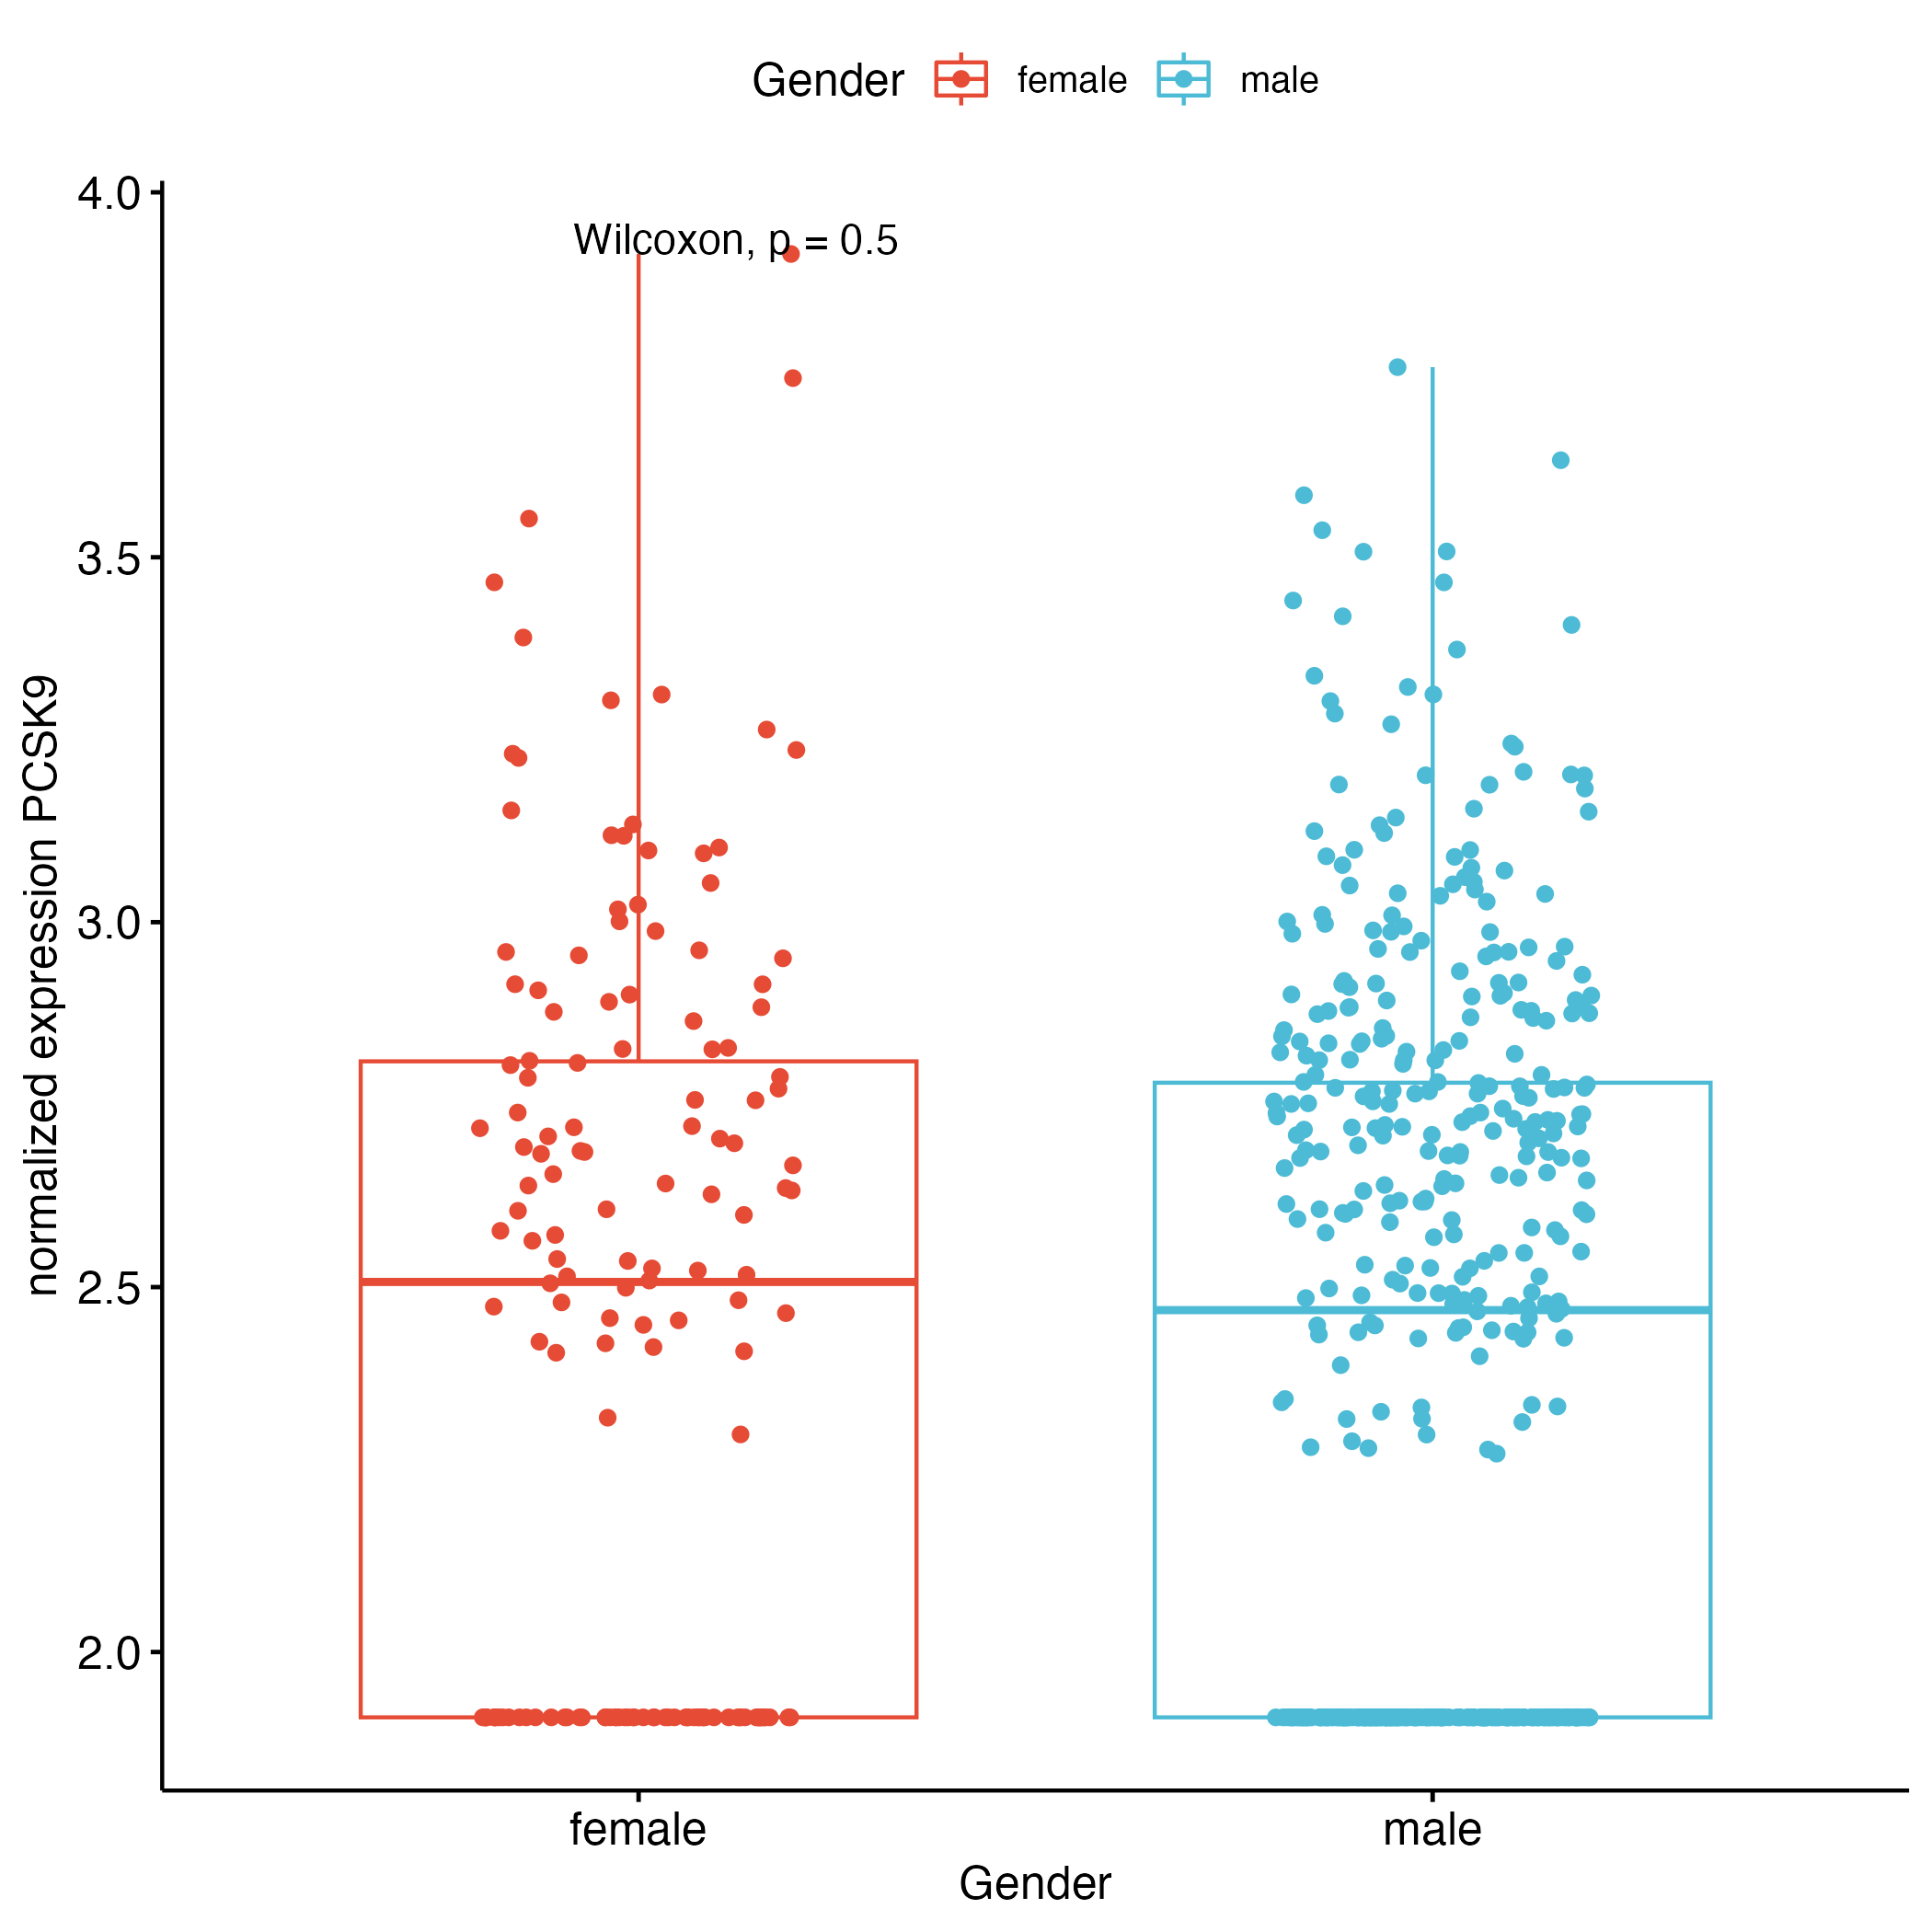 Gender female male
4.0
Wilcoxon, p = 0.5
3.5
3.0
2.5
2.0
normalized expression PCSK9
female male
Gender